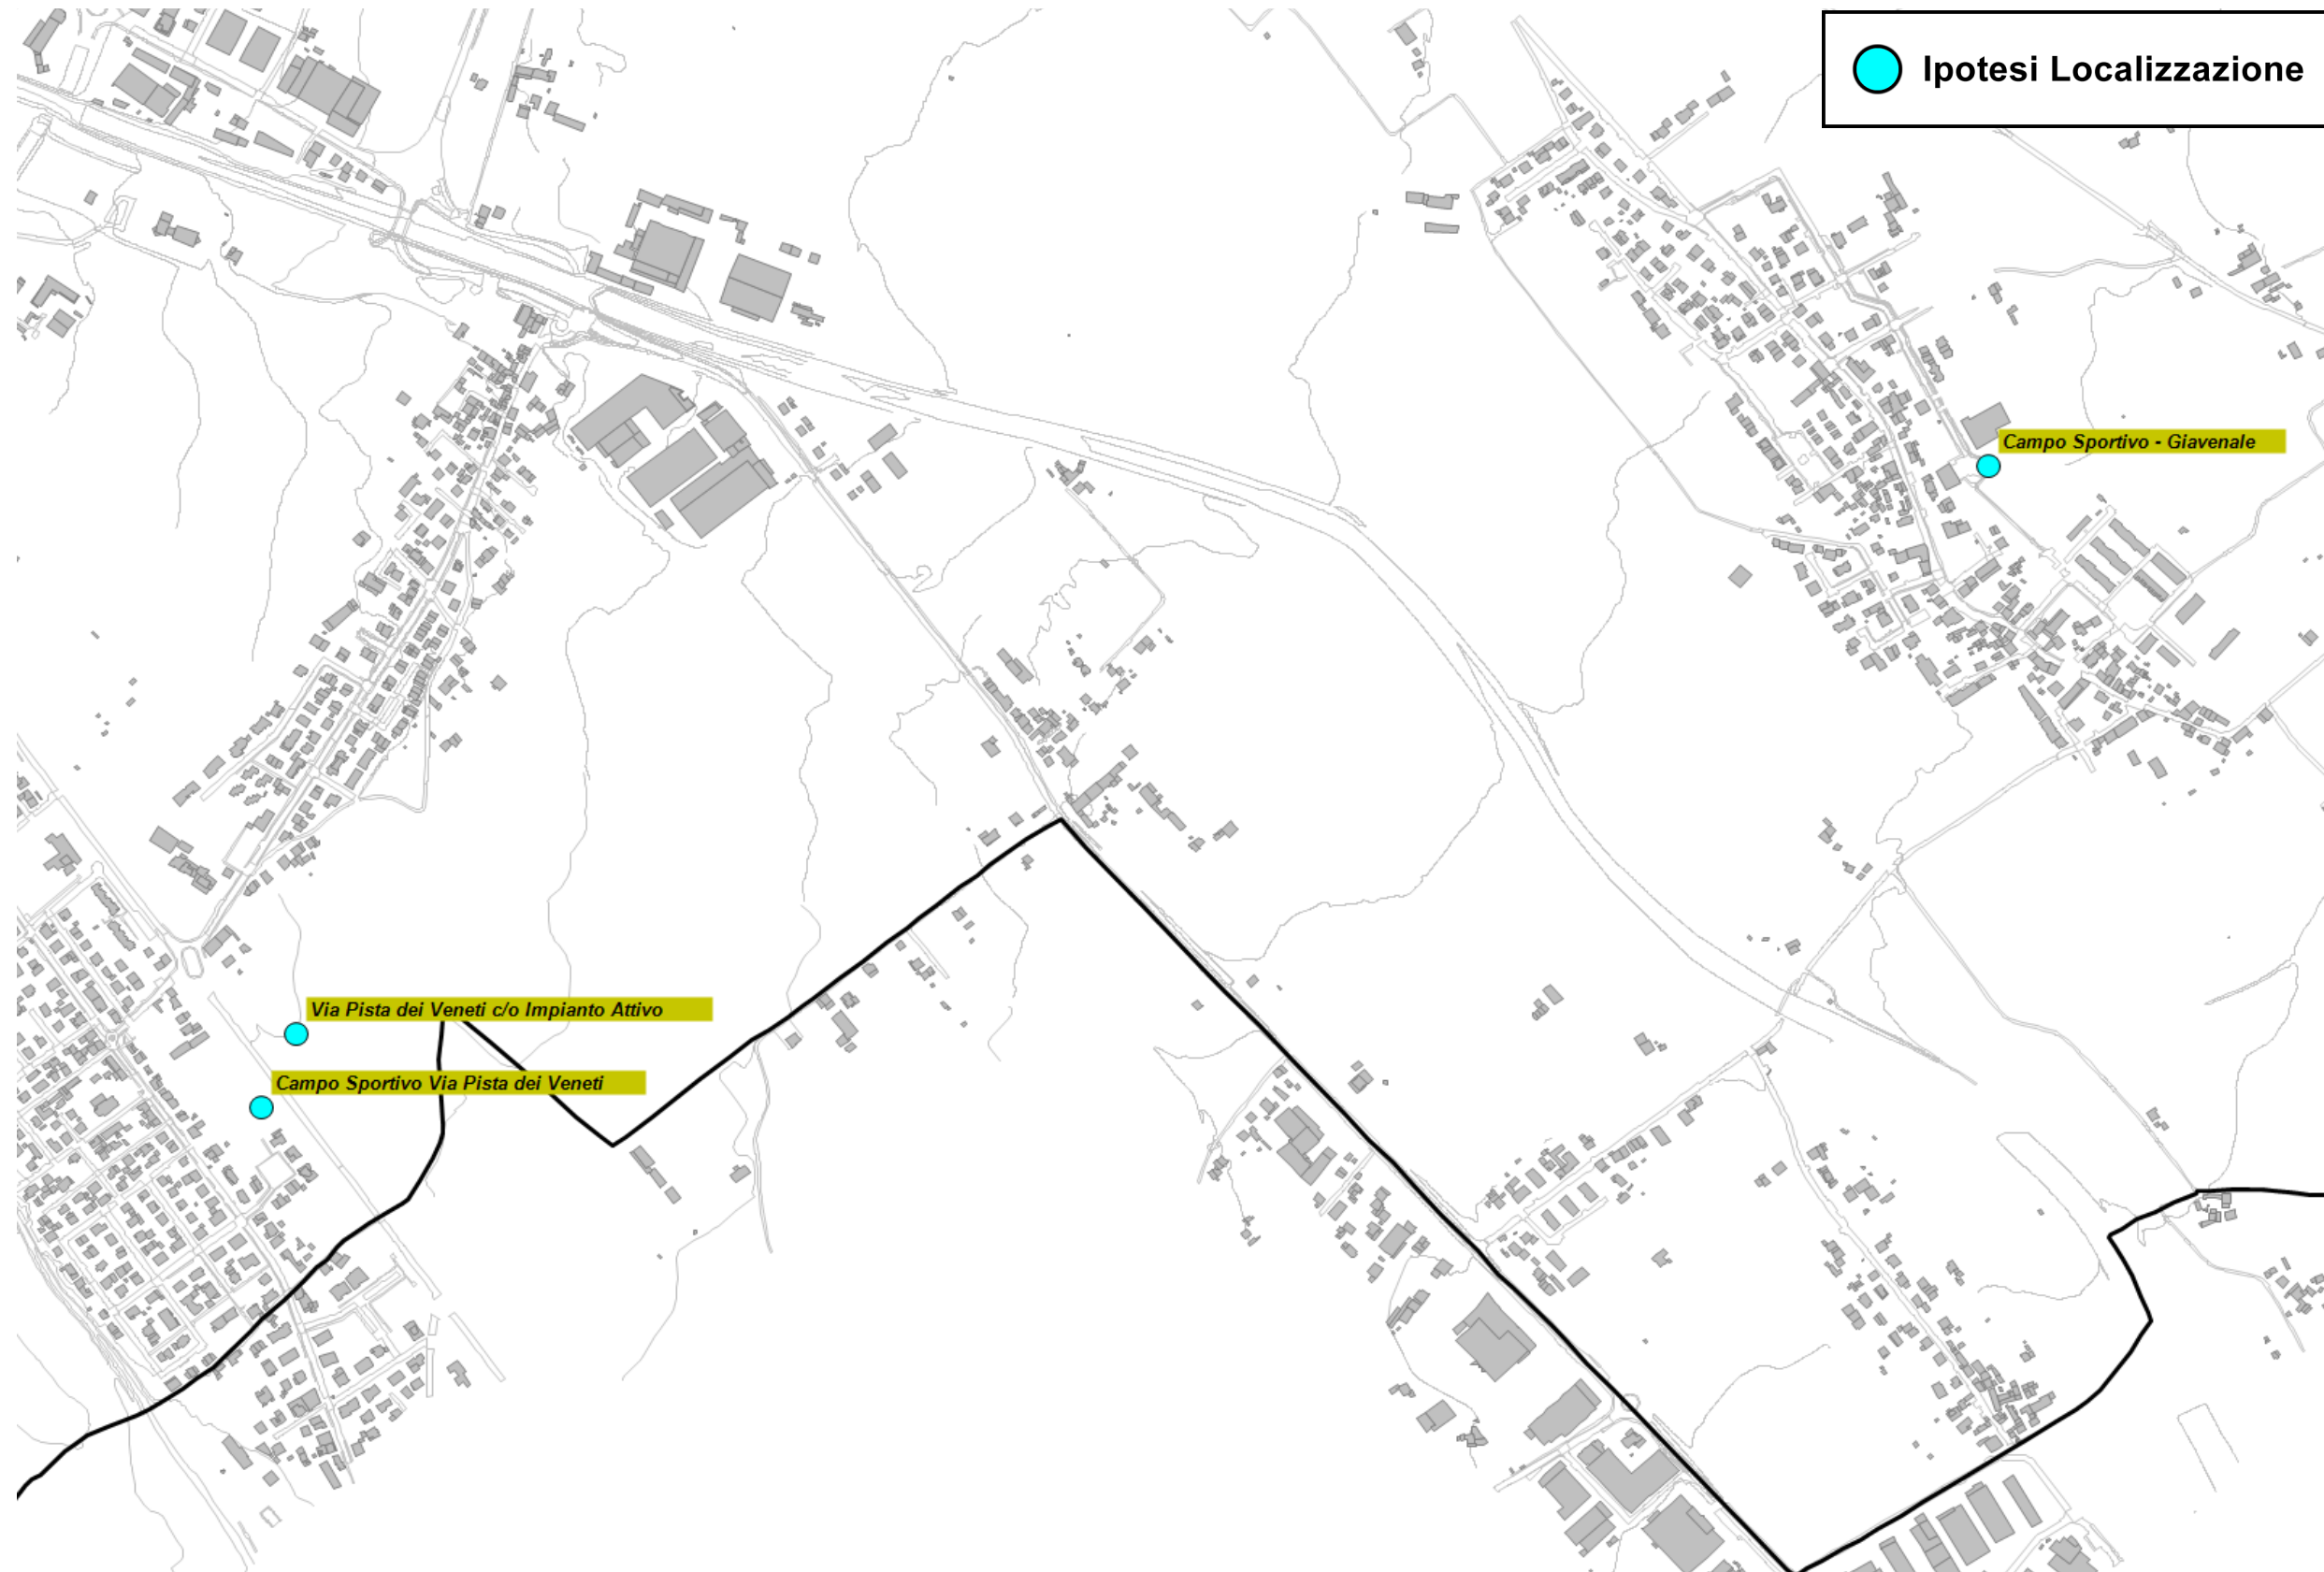 Ipotesi Localizzazione
Campo Sportivo - Giavenale
Via Pista dei Veneti c/o Impianto Attivo
Campo Sportivo Via Pista dei Veneti